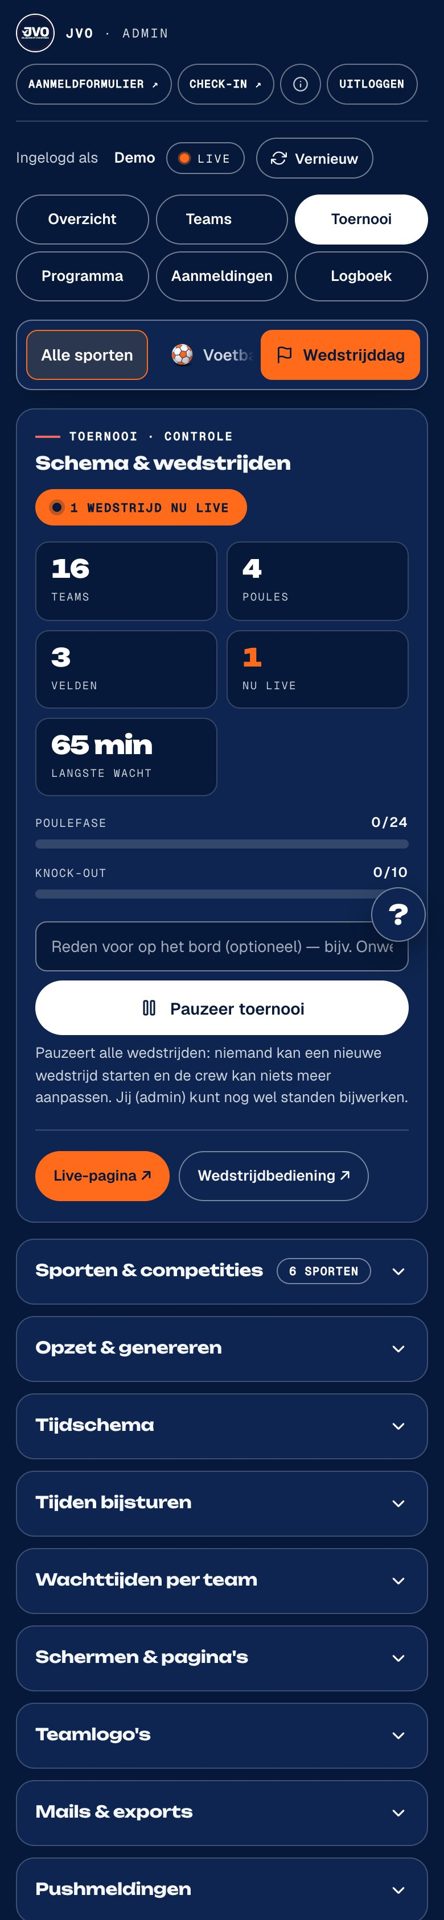 JVO
JVO · ADMIN
AANMELDFORMULIER ↗ CHECK-IN ↗ UITLOGGEN
Ingelogd als Demo LIVE Vernieuw
Overzicht Teams Toernooi
Programma Aanmeldingen Logboek
Alle sporten Voetba Wedstrijddag
TOERNOOI · CONTROLE
Schema & wedstrijden
1 WEDSTRIJD NU LIVE
16 4
TEAMS POULES
3 1
VELDEN NU LIVE
65 min
LANGSTE WACHT
POULEFASE 0/24
KNOCK-OUT 0/10
?
Reden voor op het bord (optioneel) — bijv. Onwe
Pauzeer toernooi
Pauzeert alle wedstrijden: niemand kan een nieuwe
wedstrijd starten en de crew kan niets meer
aanpassen. Jij (admin) kunt nog wel standen bijwerken.
Live-pagina ↗ Wedstrijdbediening ↗
Sporten & competities 6 SPORTEN
Opzet & genereren
Tijdschema
Tijden bijsturen
Wachttijden per team
Schermen & pagina's
Teamlogo's
Mails & exports
Pushmeldingen